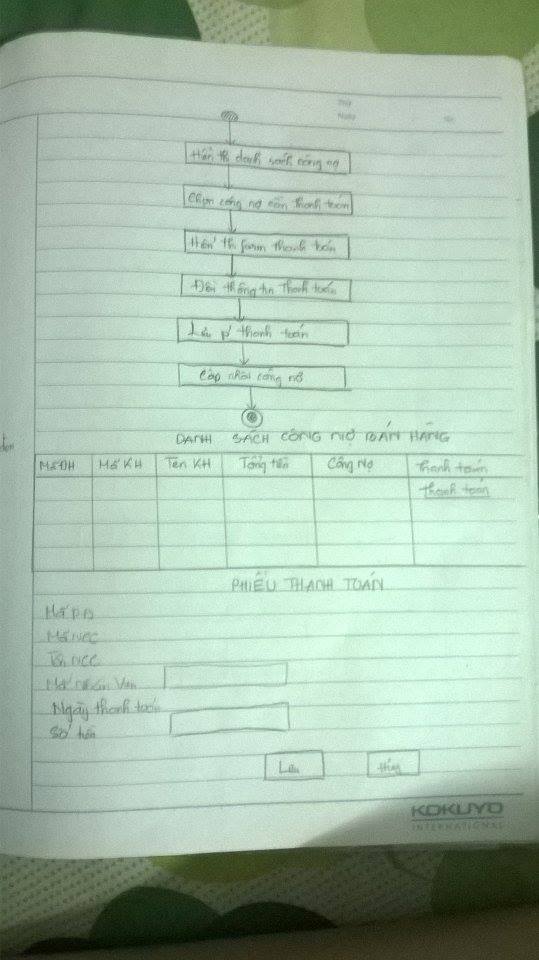 Thứ
Ngày
Hiển thị danh sách công nợ
Chọn công nợ cần thanh toán
Hiển thị form thanh toán
thông tin thanh toán
Lưu p' thanh toán
Cập nhật công nợ
DANH SÁCH CÔNG NỢ BÁN HÀNG
Mã ĐH Mã KH Tên KH Tổng tiền Công Nợ Thanh toán
Thanh toán
PHIẾU THANH TOÁN
Mã
Mã NCC
Tên NCC
Mã Nhân Viên
Ngày thanh toán
Số tiền
Lưu Hủy
KOKUYO
INTERNATIONAL